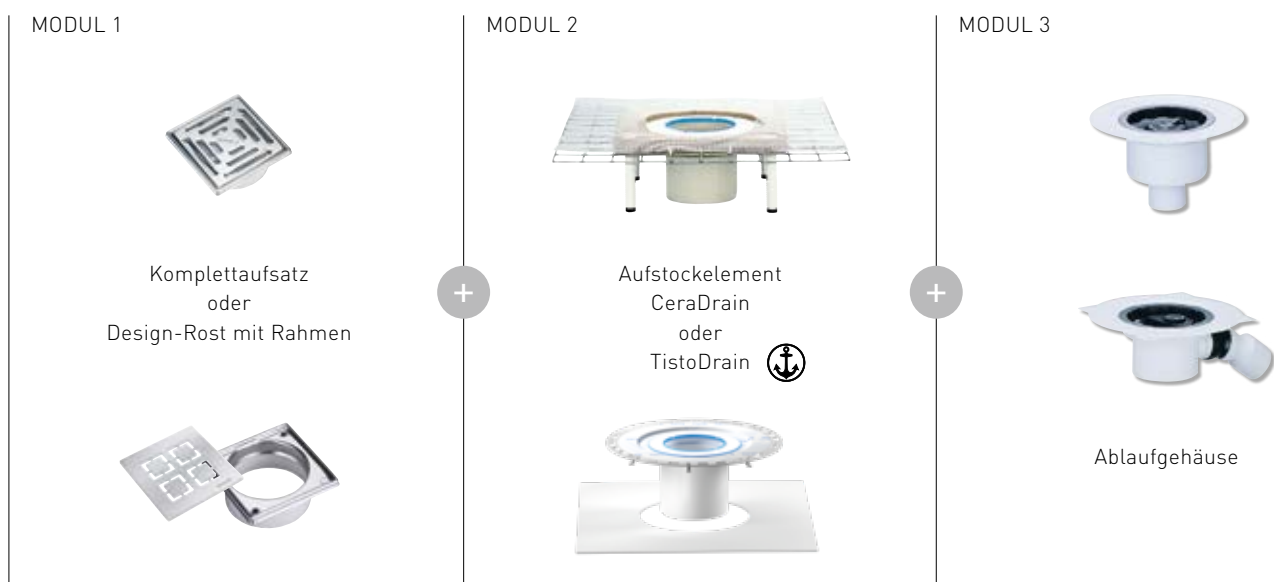 MODUL 1
Komplettaufsatz
oder
Design-Rost mit Rahmen
+
MODUL 2
Aufstockelement
CeraDrain
oder
TistoDrain
+
MODUL 3
Ablaufgehäuse